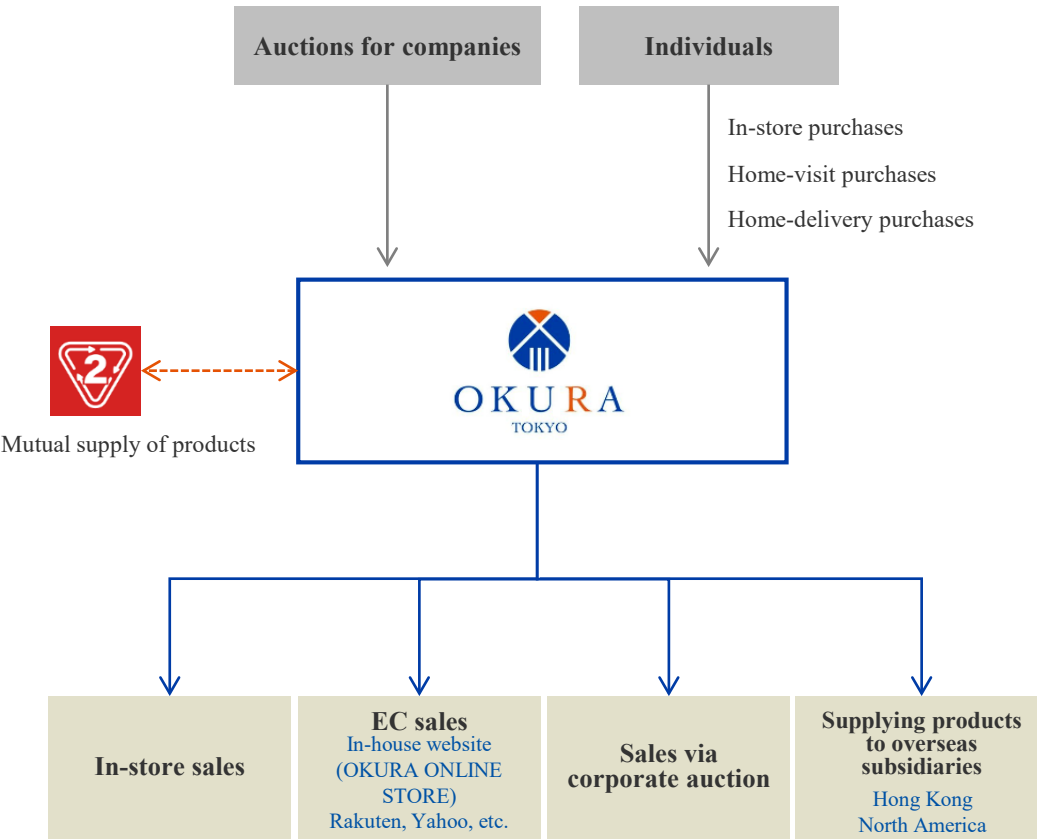 Auctions for companies
Individuals
In-store purchases
Home-visit purchases
Home-delivery purchases
2
OKURA
TOKYO
Mutual supply of products
In-store sales
EC sales
In-house website
(OKURA ONLINE
STORE)
Rakuten, Yahoo, etc.
Sales via
corporate auction
Supplying products
to overseas
subsidiaries
Hong Kong
North America